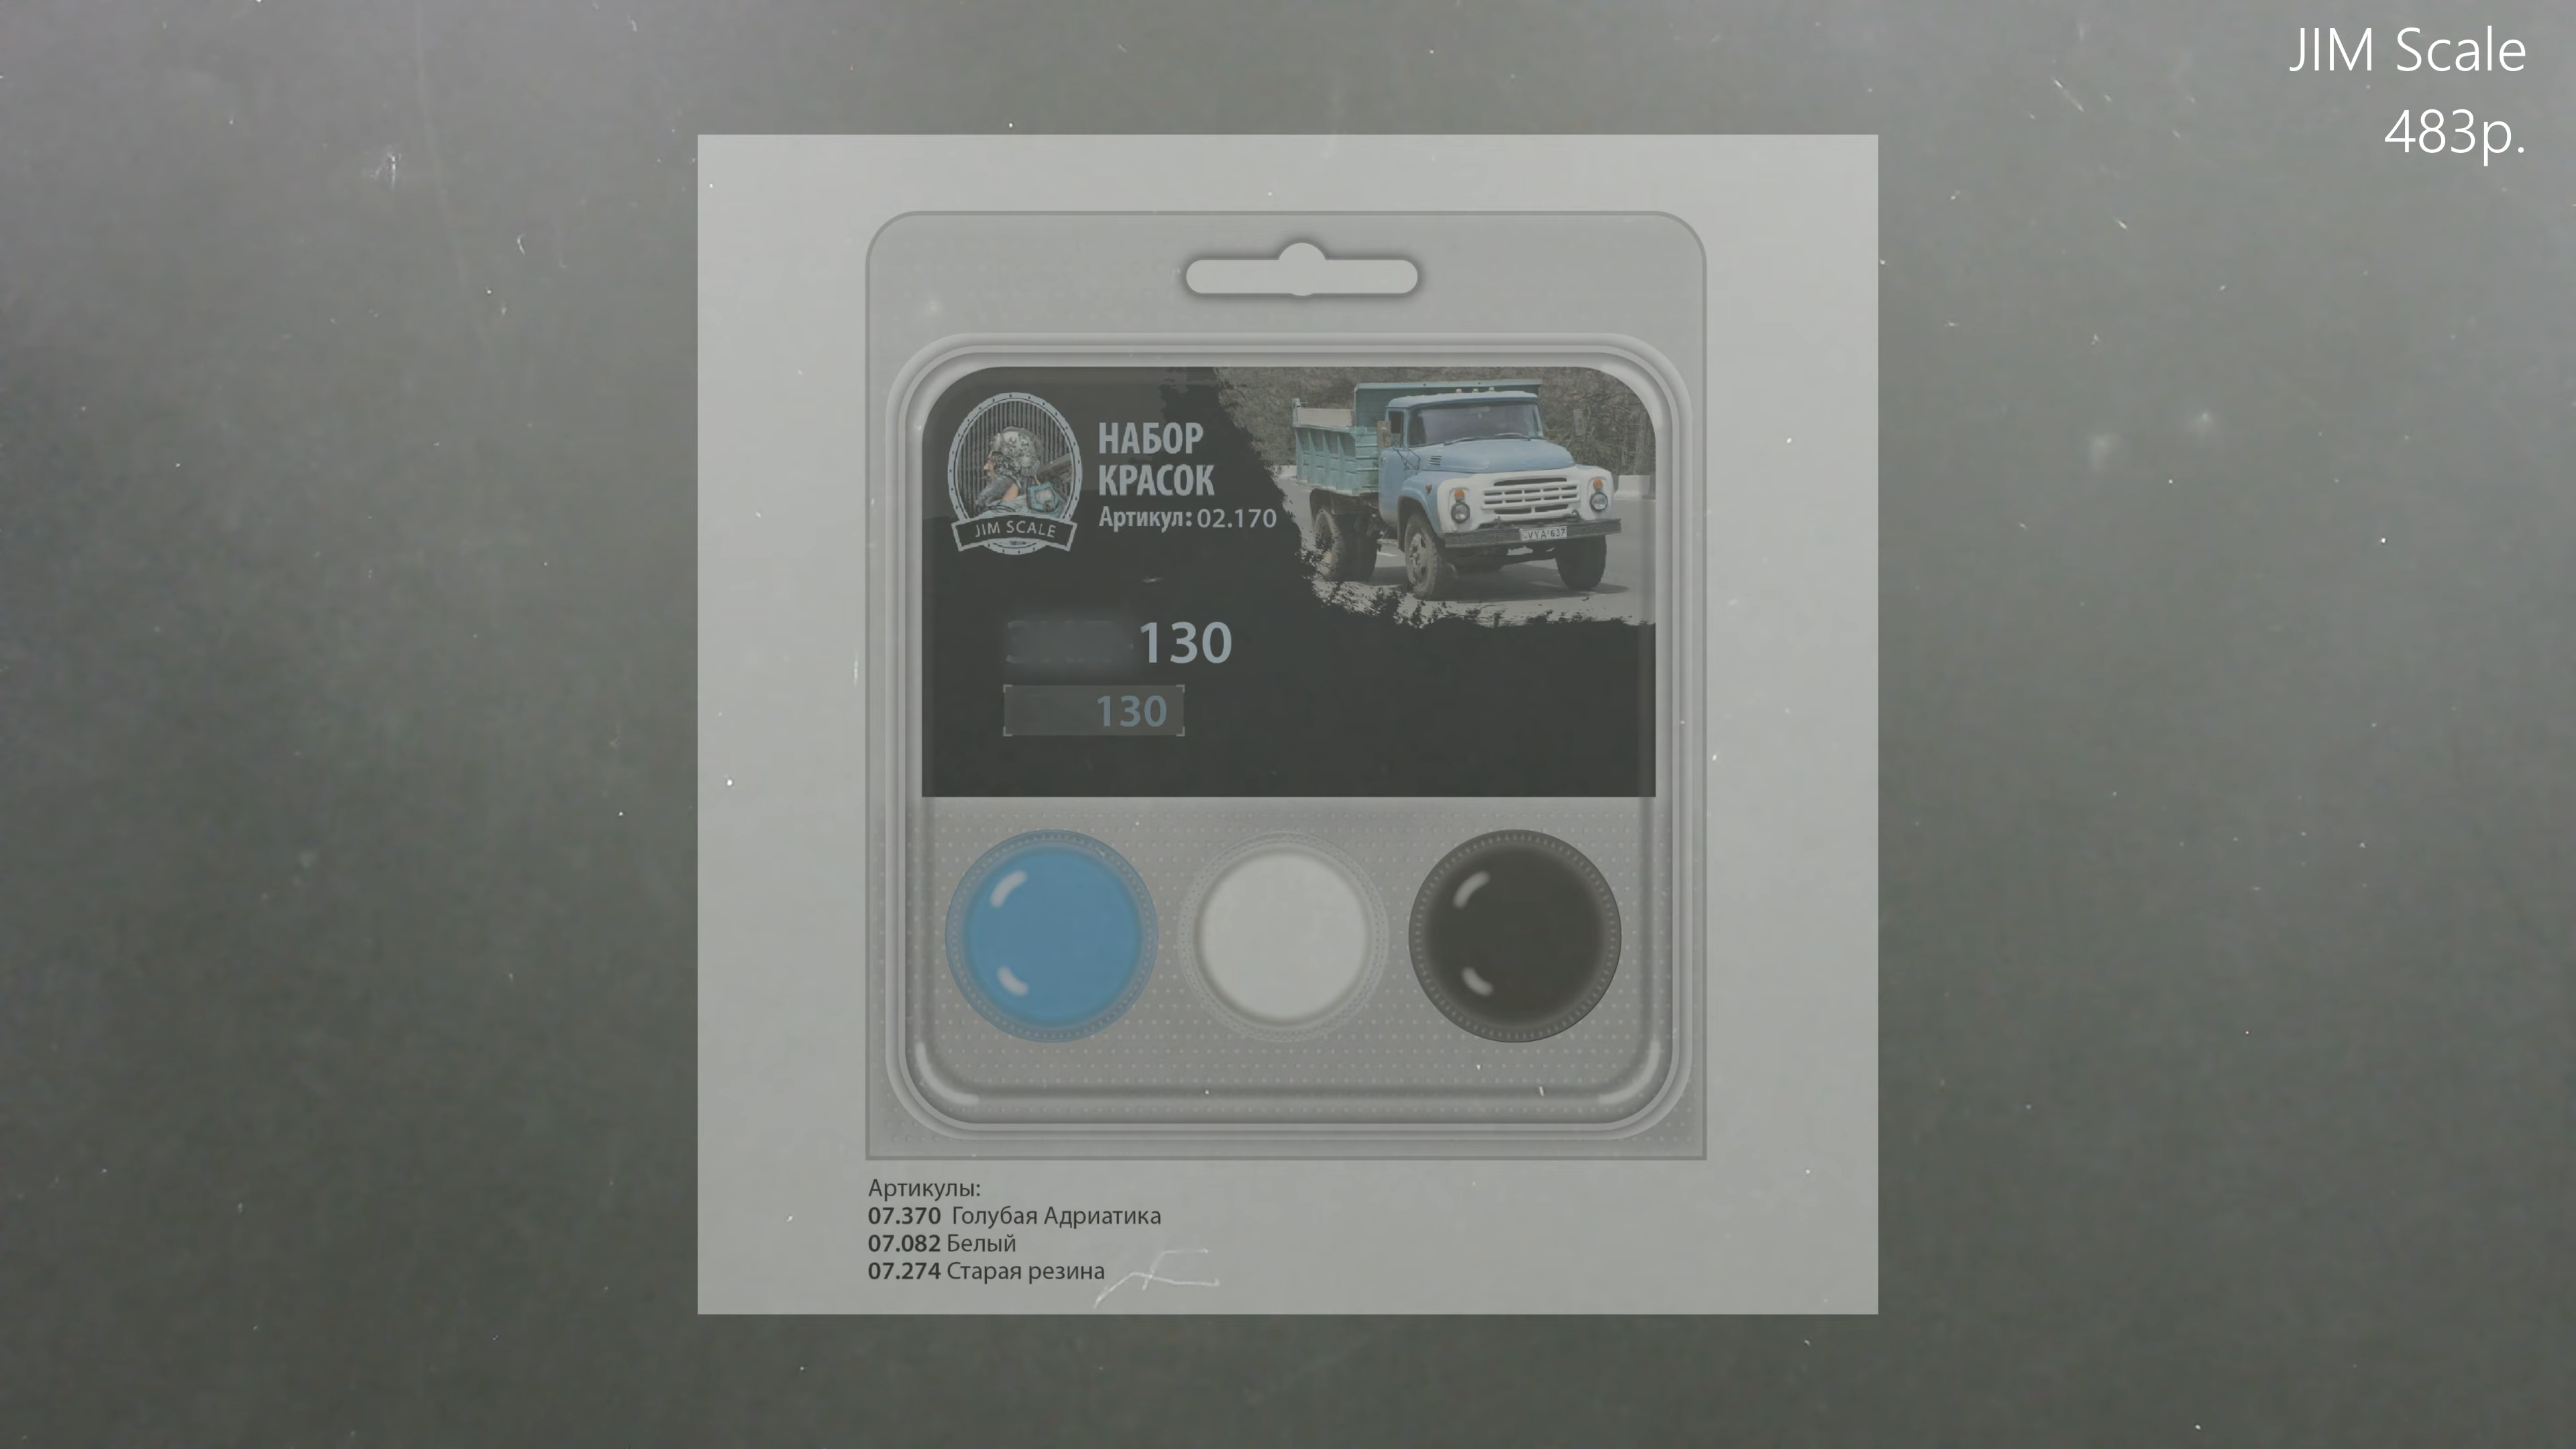 JIM Scale
483р.
НАБОР
КРАСОК
Артикул: 02.170
JIM SCALE
130
130
Артикулы:
07.370 Голубая Адриатика
07.082 Белый
07.274 Старая резина